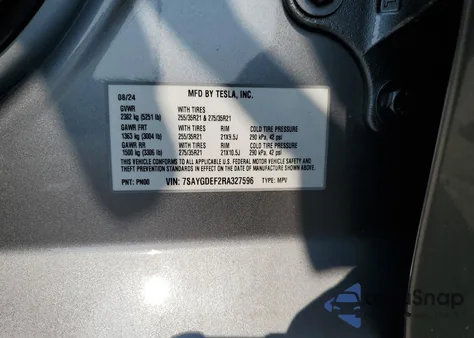 08/24 MFD BY TESLA, INC.
GVWR WITH TIRES
2382 kg (5251 lb) 255/35R21 & 275/35R21
GAWR FRT WITH TIRES RIM COLD TIRE PRESSURE
1363 kg (3004 lb) 255/35R21 21X9.5J 290 kPa, 42 psi
GAWR RR WITH TIRES RIM COLD TIRE PRESSURE
1500 kg (3306 lb) 275/35R21 21X10.5J 290 kPa, 42 psi
THIS VEHICLE CONFORMS TO ALL APPLICABLE U.S. FEDERAL MOTOR VEHICLE SAFETY AND
THEFT PREVENTION STANDARDS IN EFFECT ON THE DATE OF MANUFACTURE SHOWN ABOVE.
PNT: PN00 VIN: 7SAYGDEF2RA327596 TYPE: MPV